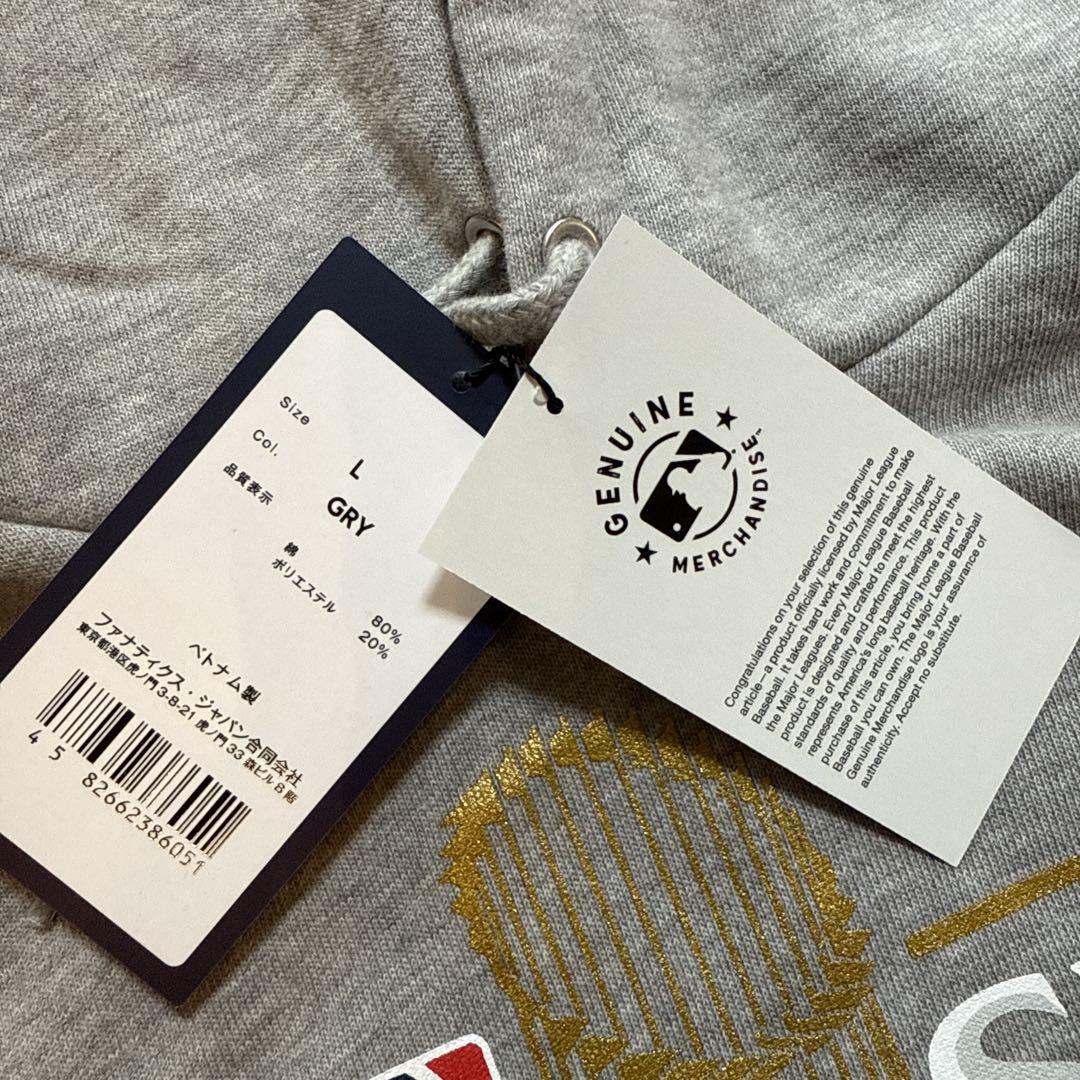 Size
L
Col.
GRY
品質表示
綿
80%
ポリエステル
20%
ベトナム製
ファナティクス・ジャパン合同会社
東京都港区虎ノ門3-8-21 虎ノ門33森ビル8階
4582662386051
GENUINE
MERCHANDISE™
Congratulations on your selection of this genuine
article—a product officially licensed by Major League
Baseball. It takes hard work and commitment to make
the Major Leagues. Every Major League Baseball
product is designed and crafted to meet the highest
standards of quality and performance. This product
represents America's long baseball heritage. With the
purchase of this article, you bring home a part of
Baseball you can own. The Major League Baseball
Genuine Merchandise logo is your assurance of
authenticity. Accept no substitute.